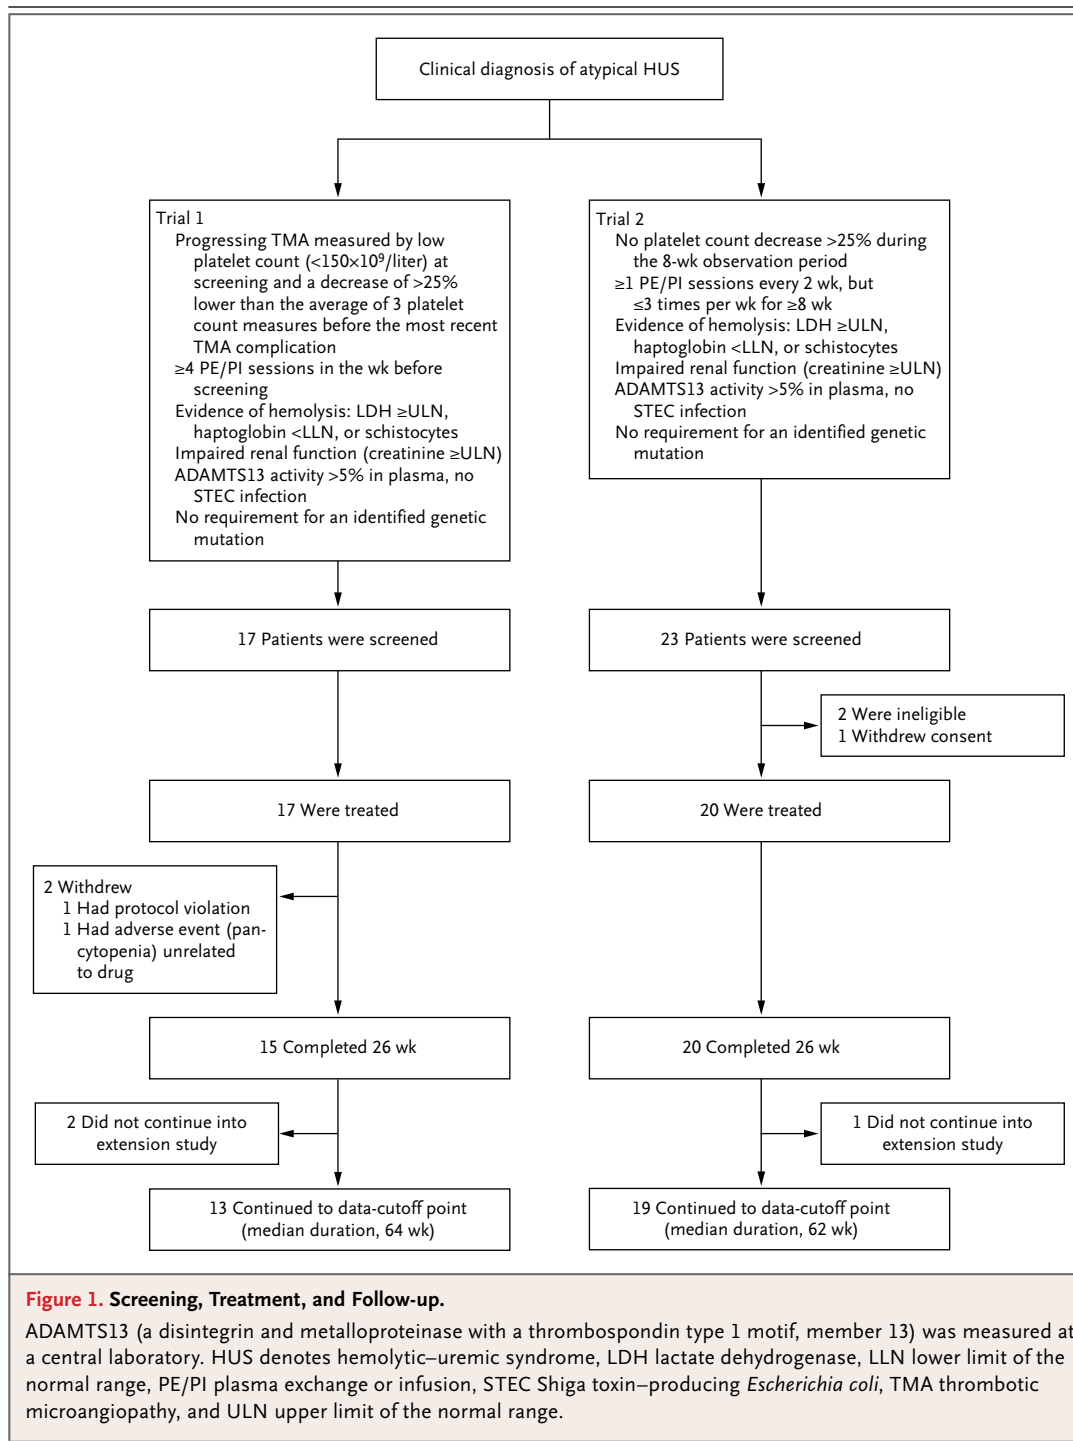 Clinical diagnosis of atypical HUS
Trial 1
Progressing TMA measured by low
platelet count (<150×10⁹/liter) at
screening and a decrease of >25%
lower than the average of 3 platelet
count measures before the most recent
TMA complication
≥4 PE/PI sessions in the wk before
screening
Evidence of hemolysis: LDH ≥ULN,
haptoglobin <LLN, or schistocytes
Impaired renal function (creatinine ≥ULN)
ADAMTS13 activity >5% in plasma, no
STEC infection
No requirement for an identified genetic
mutation
Trial 2
No platelet count decrease >25% during
the 8-wk observation period
≥1 PE/PI sessions every 2 wk, but
≤3 times per wk for ≥8 wk
Evidence of hemolysis: LDH ≥ULN,
haptoglobin <LLN, or schistocytes
Impaired renal function (creatinine ≥ULN)
ADAMTS13 activity >5% in plasma, no
STEC infection
No requirement for an identified genetic
mutation
17 Patients were screened
23 Patients were screened
2 Were ineligible
1 Withdrew consent
17 Were treated
20 Were treated
2 Withdrew
1 Had protocol violation
1 Had adverse event (pan-
cytopenia) unrelated
to drug
15 Completed 26 wk
20 Completed 26 wk
2 Did not continue into
extension study
1 Did not continue into
extension study
13 Continued to data-cutoff point
(median duration, 64 wk)
19 Continued to data-cutoff point
(median duration, 62 wk)
Figure 1. Screening, Treatment, and Follow-up.
ADAMTS13 (a disintegrin and metalloproteinase with a thrombospondin type 1 motif, member 13) was measured at
a central laboratory. HUS denotes hemolytic–uremic syndrome, LDH lactate dehydrogenase, LLN lower limit of the
normal range, PE/PI plasma exchange or infusion, STEC Shiga toxin–producing Escherichia coli, TMA thrombotic
microangiopathy, and ULN upper limit of the normal range.